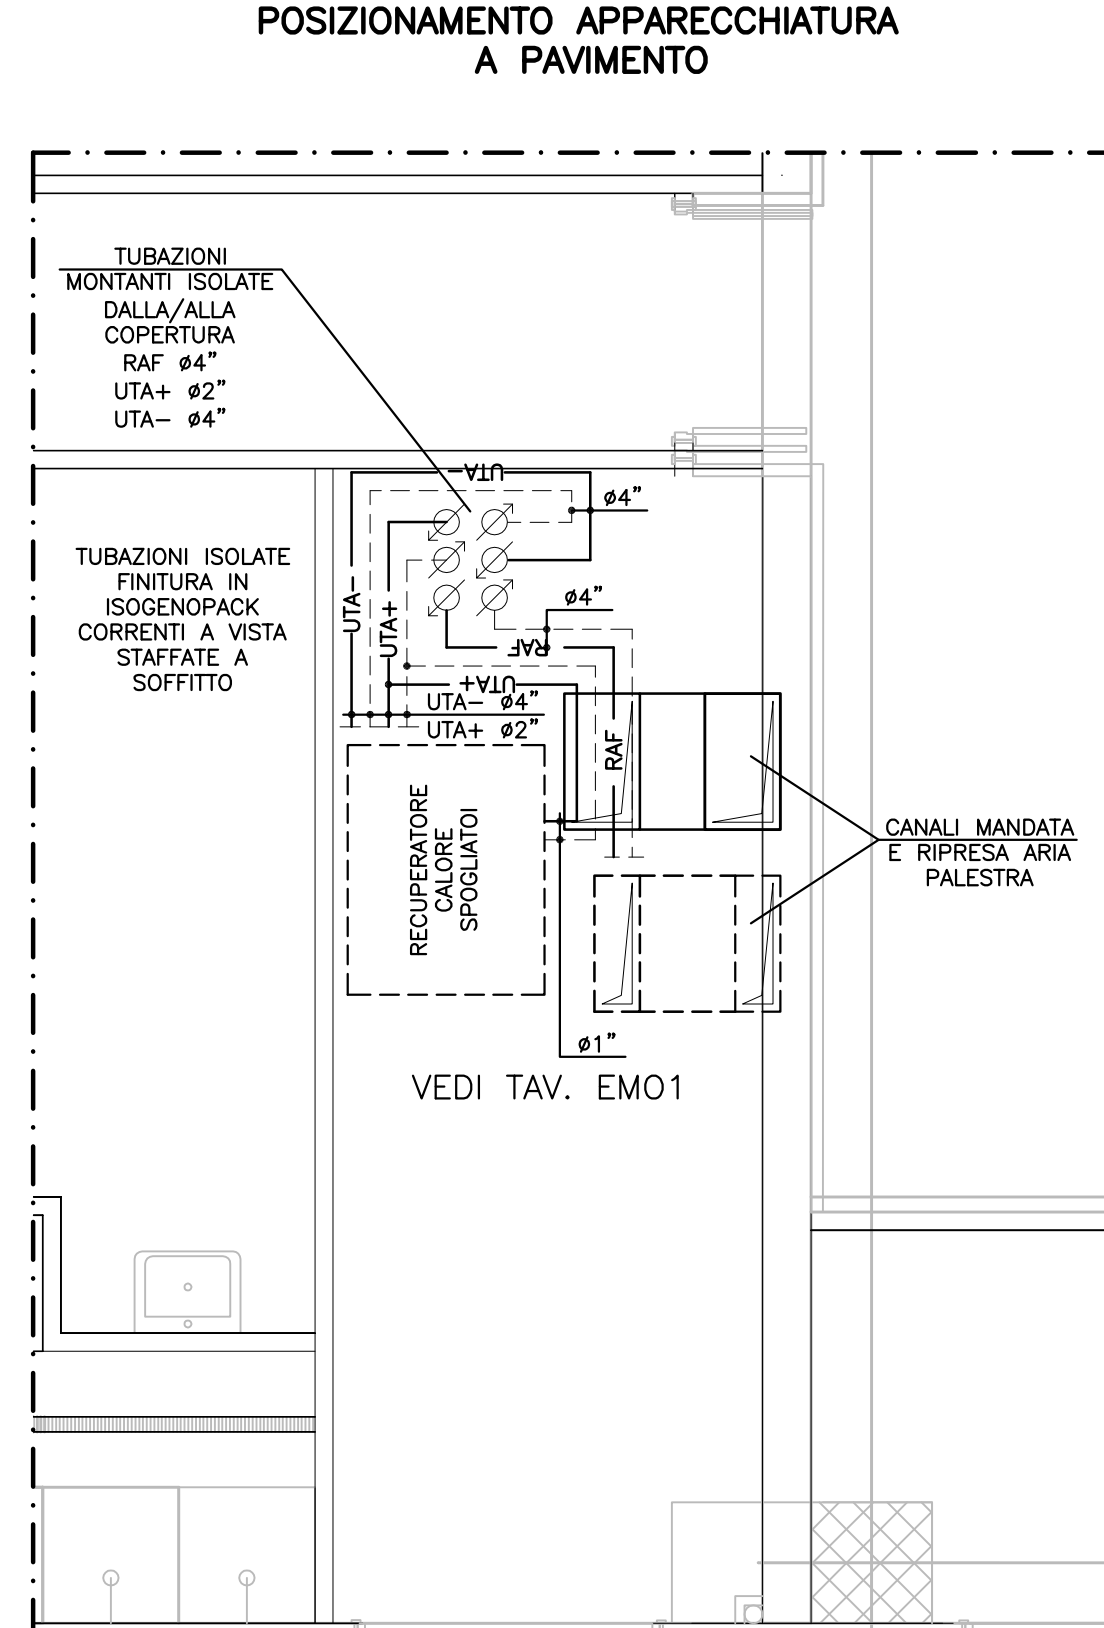 POSIZIONAMENTO APPARECCHIATURA
A PAVIMENTO
TUBAZIONI
MONTANTI ISOLATE
DALLA/ALLA
COPERTURA
RAF ø4”
UTA+ ø2”
UTA- ø4”
UTA-
ø4”
TUBAZIONI ISOLATE
FINITURA IN
ISOGENOPACK
CORRENTI A VISTA
STAFFATE A
SOFFITTO
UTA-
UTA+
ø4”
RAF
UTA+
UTA- ø4”
UTA+ ø2”
RAF
RECUPERATORE
CALORE
SPOGLIATOI
CANALI MANDATA
E RIPRESA ARIA
PALESTRA
ø1”
VEDI TAV. EMO1